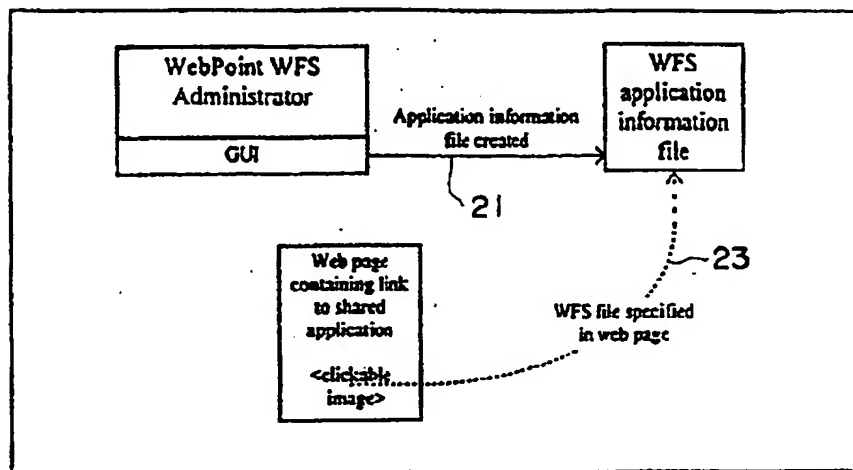 WebPoint WFS
Administrator
GUI
Application information
file created
21
WFS
application
information
file
23
Web page
containing link
to shared
application
<clickable
image>
WFS file specified
in web page